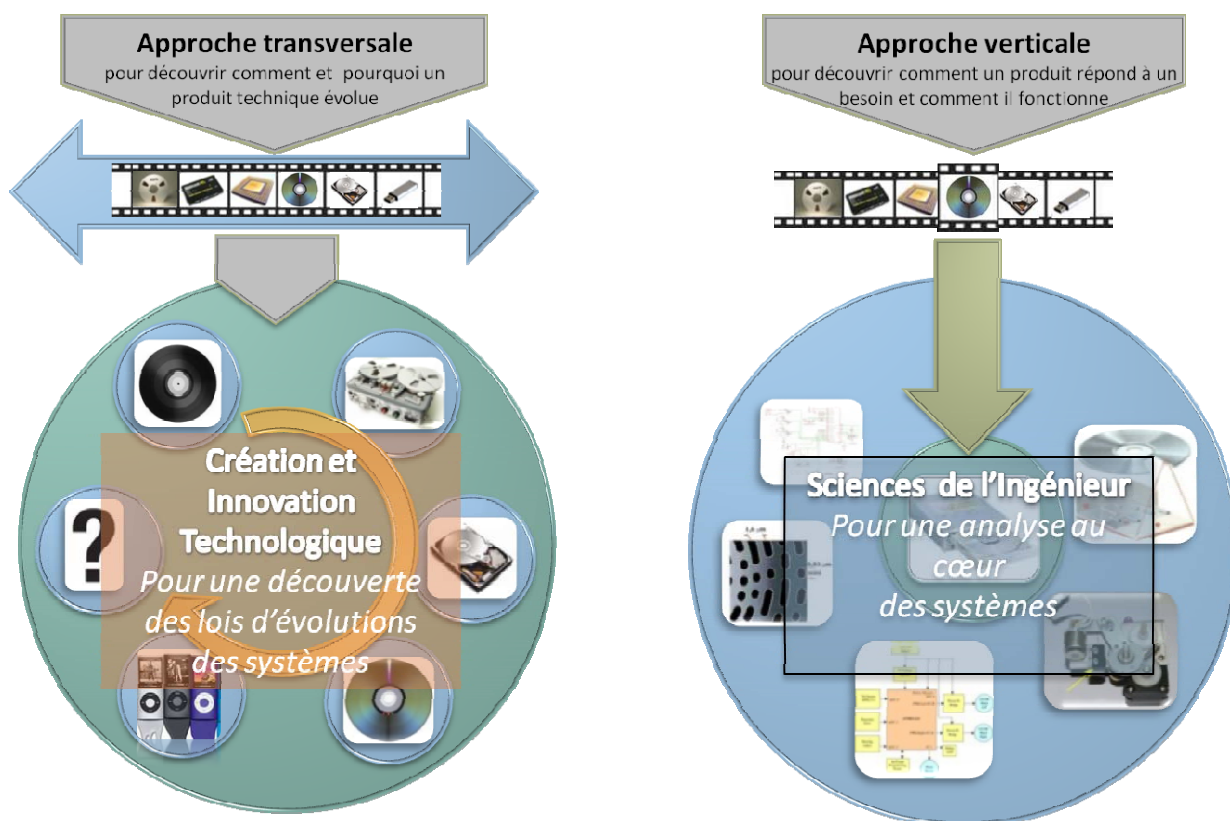 Approche transversale
pour découvrir comment et pourquoi un
produit technique évolue
Création et
Innovation
Technologique
Pour une découverte
des lois d'évolutions
des systèmes
?
Approche verticale
pour découvrir comment un produit répond à un
besoin et comment il fonctionne
Sciences de l'Ingénieur
Pour une analyse au
cœur
des systèmes